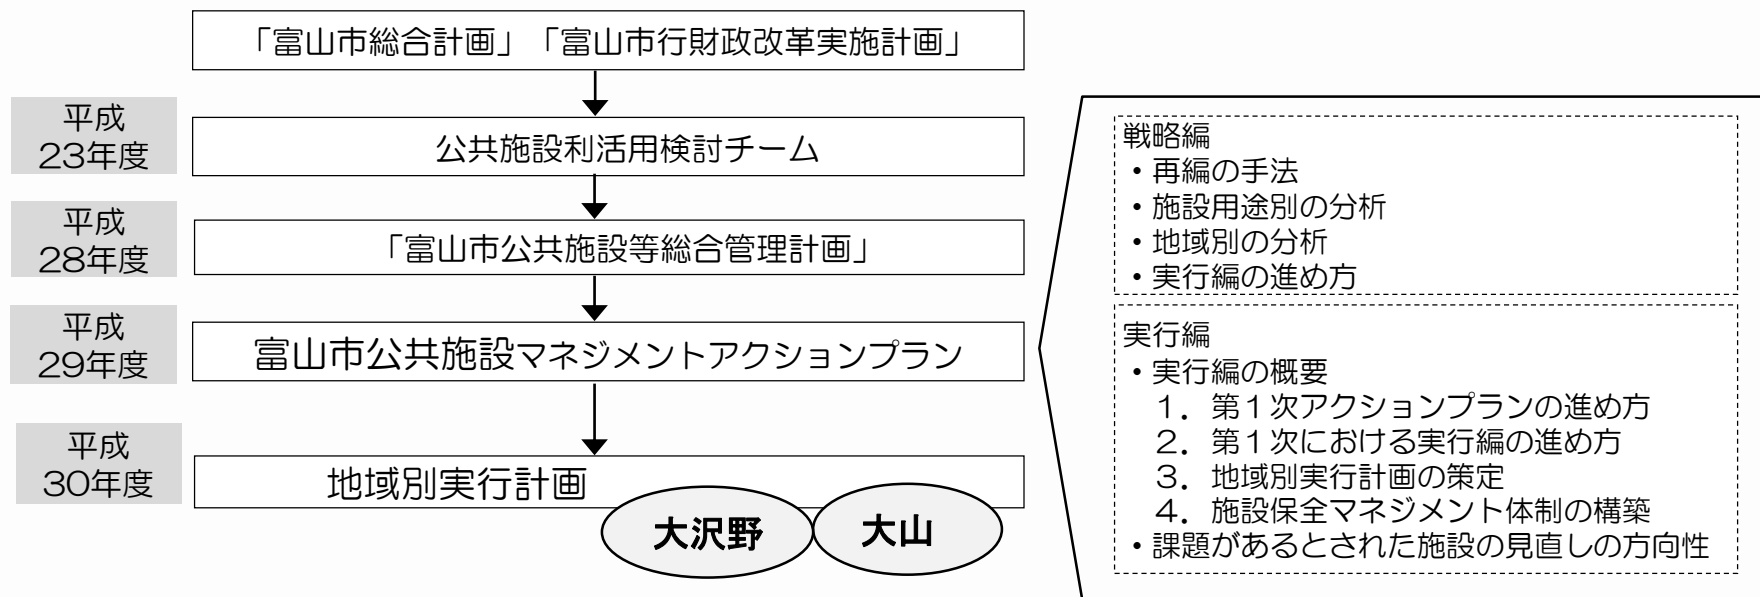 「富山市総合計画」「富山市行財政改革実施計画」
平成
23年度
公共施設利活用検討チーム
平成
28年度
「富山市公共施設等総合管理計画」
平成
29年度
富山市公共施設マネジメントアクションプラン
平成
30年度
地域別実行計画
大沢野
大山
戦略編
・再編の手法
・施設用途別の分析
・地域別の分析
・実行編の進め方
実行編
・実行編の概要
1．第１次アクションプランの進め方
2．第１次における実行編の進め方
3．地域別実行計画の策定
4．施設保全マネジメント体制の構築
・課題があるとされた施設の見直しの方向性